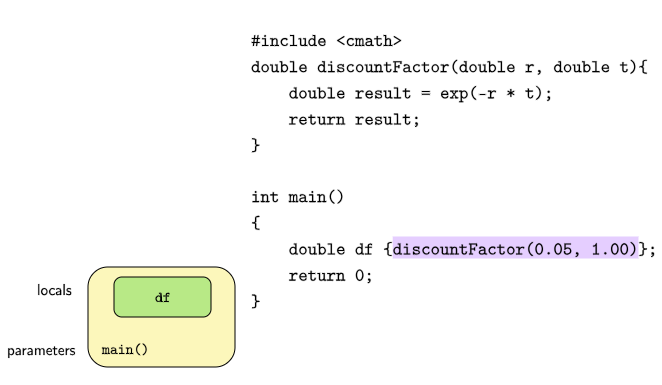 #include <cmath>
double discountFactor(double r, double t){
    double result = exp(-r * t);
    return result;
}
int main()
{
    double df {discountFactor(0.05, 1.00)};
    return 0;
}
locals
df
parameters
main()